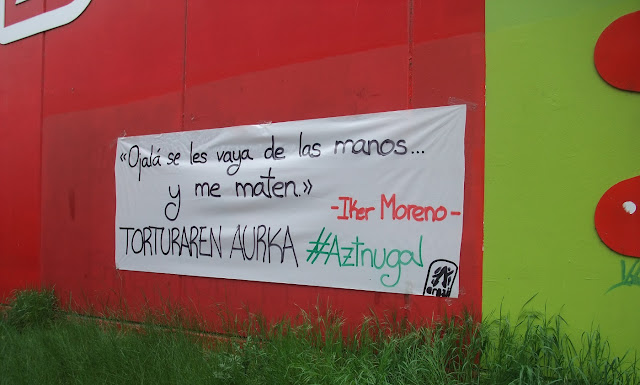 «Ojalá se les vaya de las manos...
y me maten.»
-Iker Moreno-
TORTURAREN AURKA #Aztnugal